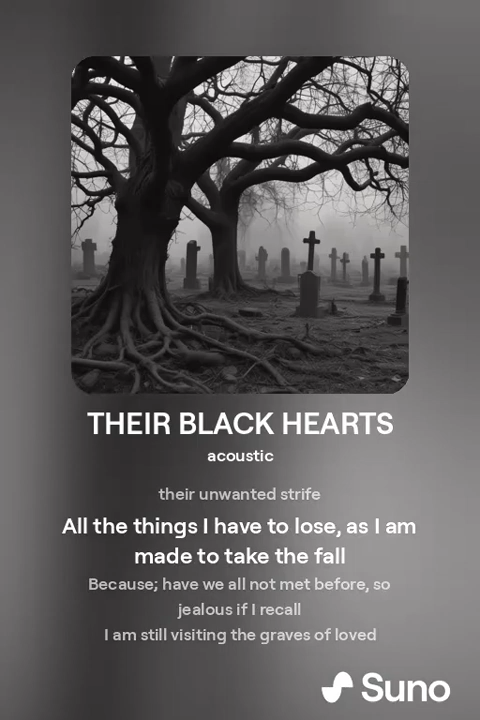 THEIR BLACK HEARTS
acoustic
their unwanted strife
All the things I have to lose, as I am
made to take the fall
Because; have we all not met before, so
jealous if I recall
I am still visiting the graves of loved
Suno